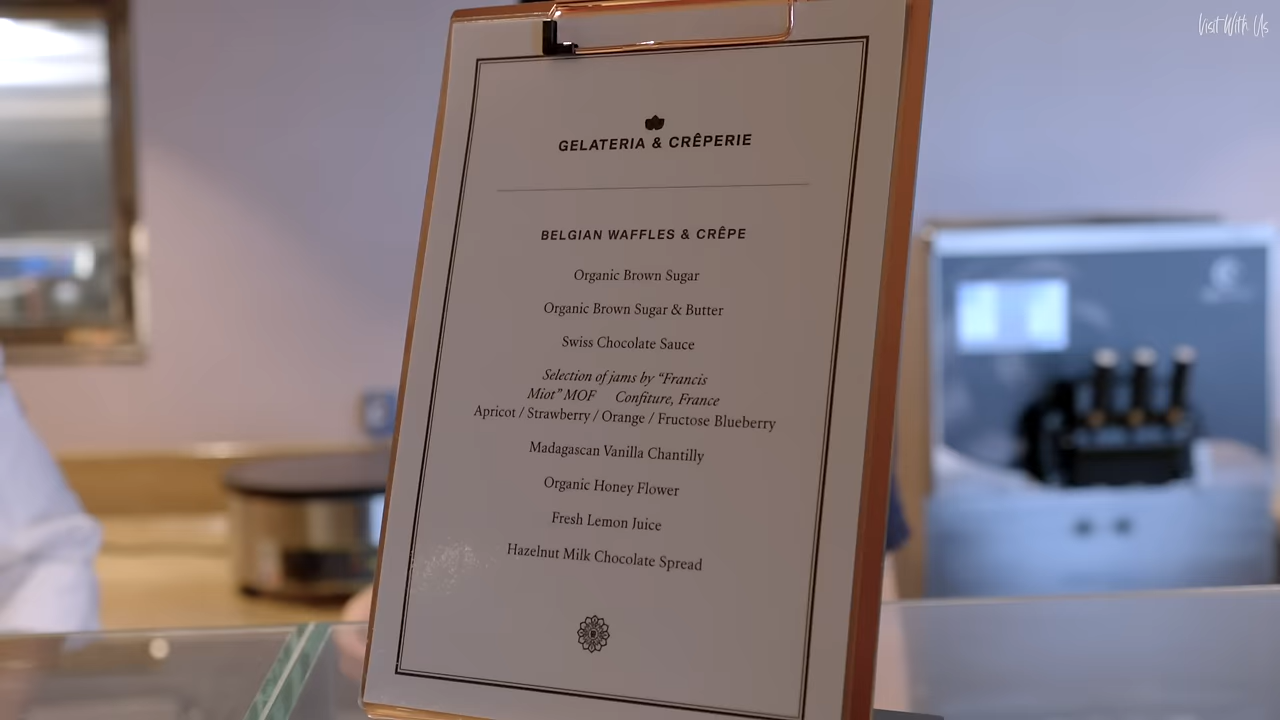 Visit With Us
GELATERIA & CRÊPERIE
BELGIAN WAFFLES & CRÊPE
Organic Brown Sugar
Organic Brown Sugar & Butter
Swiss Chocolate Sauce
Selection of jams by “Francis
Miot” MOF Confiture, France
Apricot / Strawberry / Orange / Fructose Blueberry
Madagascan Vanilla Chantilly
Organic Honey Flower
Fresh Lemon Juice
Hazelnut Milk Chocolate Spread